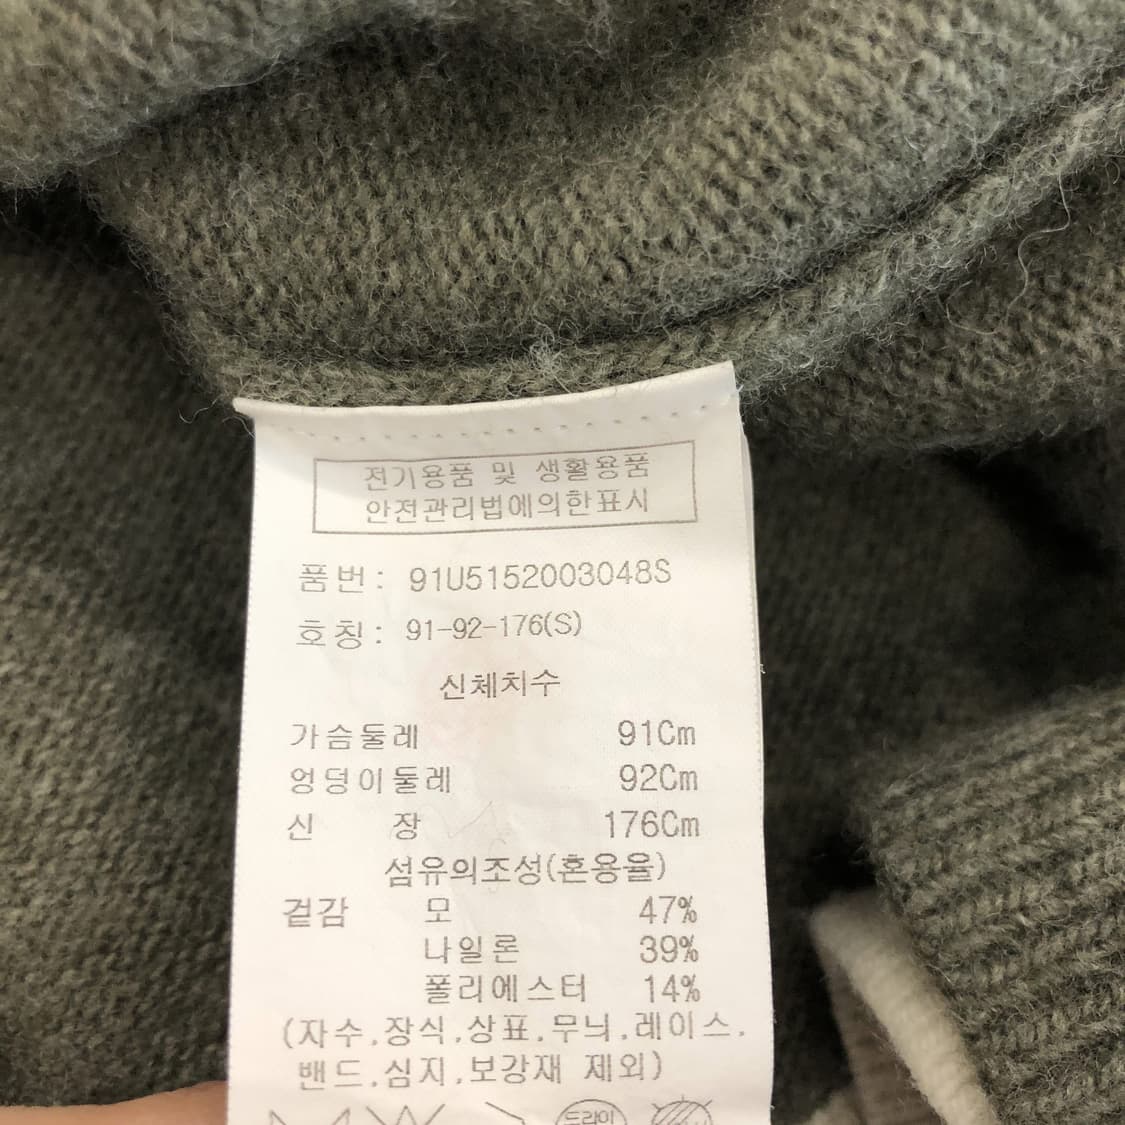 전기용품 및 생활용품
안전관리법에의한표시
품번: 91U5152003048S
호칭: 91-92-176(S)
신체치수
가슴둘레 91Cm
엉덩이둘레 92Cm
신 장 176Cm
섬유의조성(혼용율)
겉감 모 47%
나일론 39%
폴리에스터 14%
(자수,장식,상표,무늬,레이스,
밴드,심지,보강재 제외)
드라이